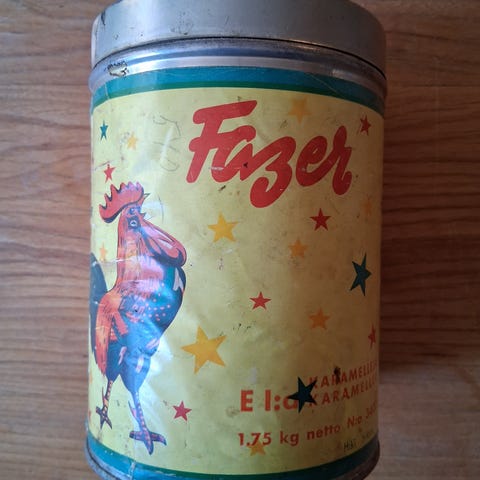 Fazer
E l:a KARAMELLEJA
KARAMELLER
1.75 kg netto N:o